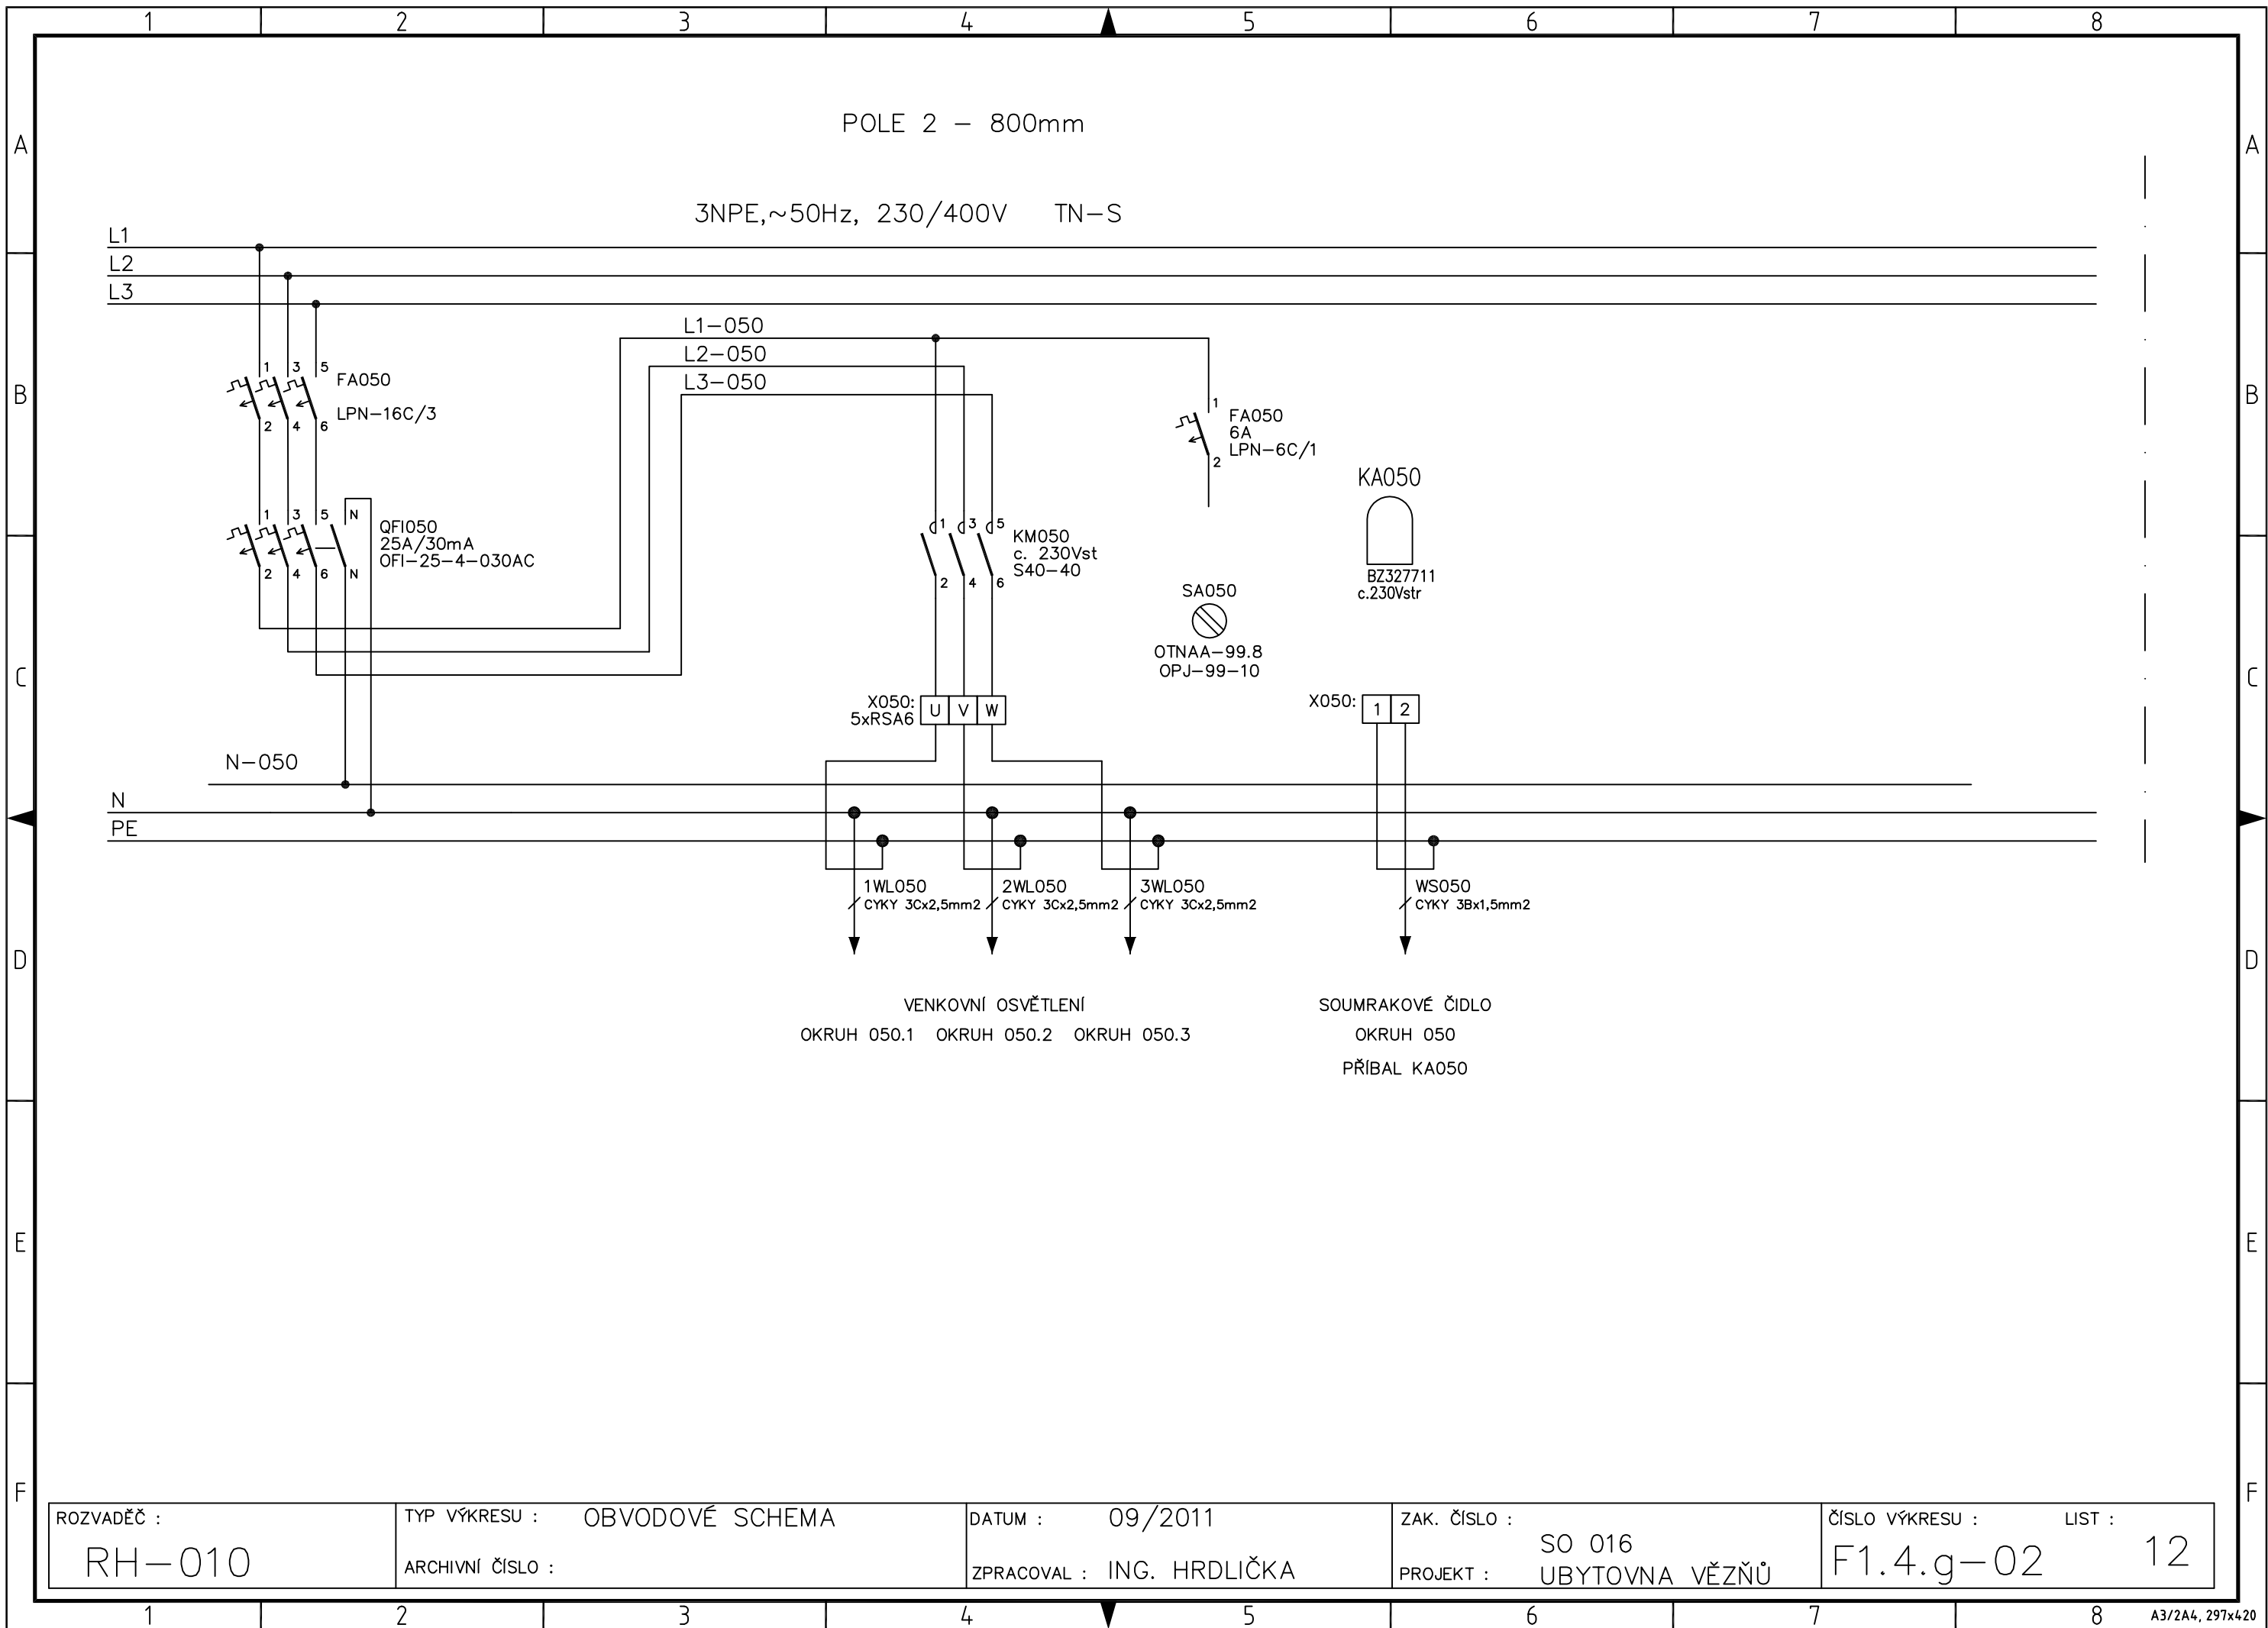 1 2 3 4 5 6 7 8
A A
B B
C C
D D
E E
F F
POLE 2 - 800mm
3NPE,~50Hz, 230/400V TN-S
L1
L2
L3
L1-050
L2-050
L3-050
1 3 5
FA050
LPN-16C/3
2 4 6
1 3 5 N
QFI050
25A/30mA
OFI-25-4-030AC
2 4 6 N
1 3 5
KM050
c. 230Vst
S40-40
2 4 6
1
FA050
6A
LPN-6C/1
2
KA050
BZ327711
c.230Vstr
SA050
OTNAA-99.8
OPJ-99-10
X050:
5xRSA6
U V W
X050:
1 2
N-050
N
PE
1WL050
CYKY 3Cx2,5mm2
2WL050
CYKY 3Cx2,5mm2
3WL050
CYKY 3Cx2,5mm2
WS050
CYKY 3Bx1,5mm2
VENKOVNÍ OSVĚTLENÍ
OKRUH 050.1 OKRUH 050.2 OKRUH 050.3
SOUMRAKOVÉ ČIDLO
OKRUH 050
PŘÍBAL KA050
ROZVADĚČ :
RH-010
TYP VÝKRESU : OBVODOVÉ SCHEMA
ARCHIVNÍ ČÍSLO :
DATUM : 09/2011
ZPRACOVAL : ING. HRDLIČKA
ZAK. ČÍSLO :
SO 016
PROJEKT : UBYTOVNA VĚZŇŮ
ČÍSLO VÝKRESU :
F1.4.g-02
LIST :
12
1 2 3 4 5 6 7 8
A3/2A4, 297x420